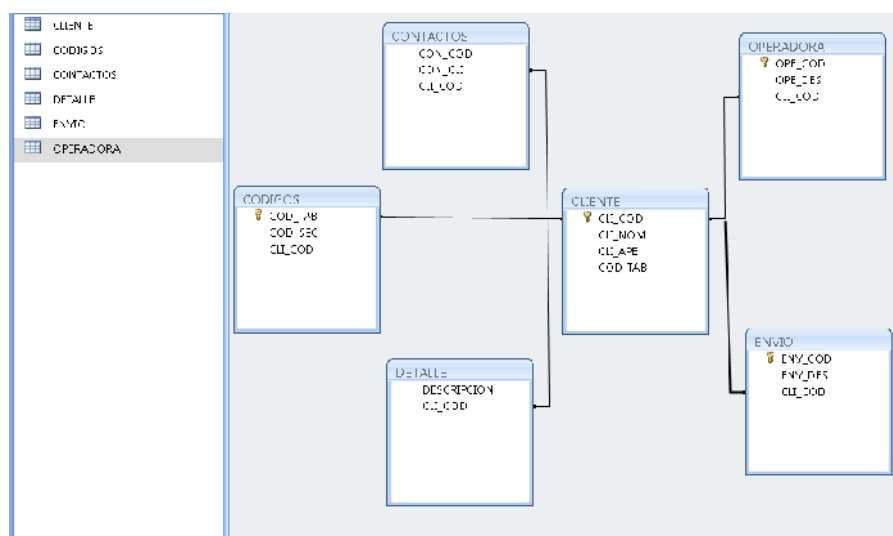 CLIENTE
CODIGOS
CONTACTOS
DETALLE
ENVIO
OPERADORA
CONTACTOS
CON_COD
CLI_COD
OPERADORA
OPE_COD
OPE_DES
CLI_COD
CODIGOS
COD_TAB
COD_SEC
CLI_COD
CLIENTE
CLI_COD
CLI_NOM
CLI_APE
COD_TAB
DETALLE
DESCRIPCION
CLI_COD
ENVIO
ENV_COD
ENV_DES
CLI_COD